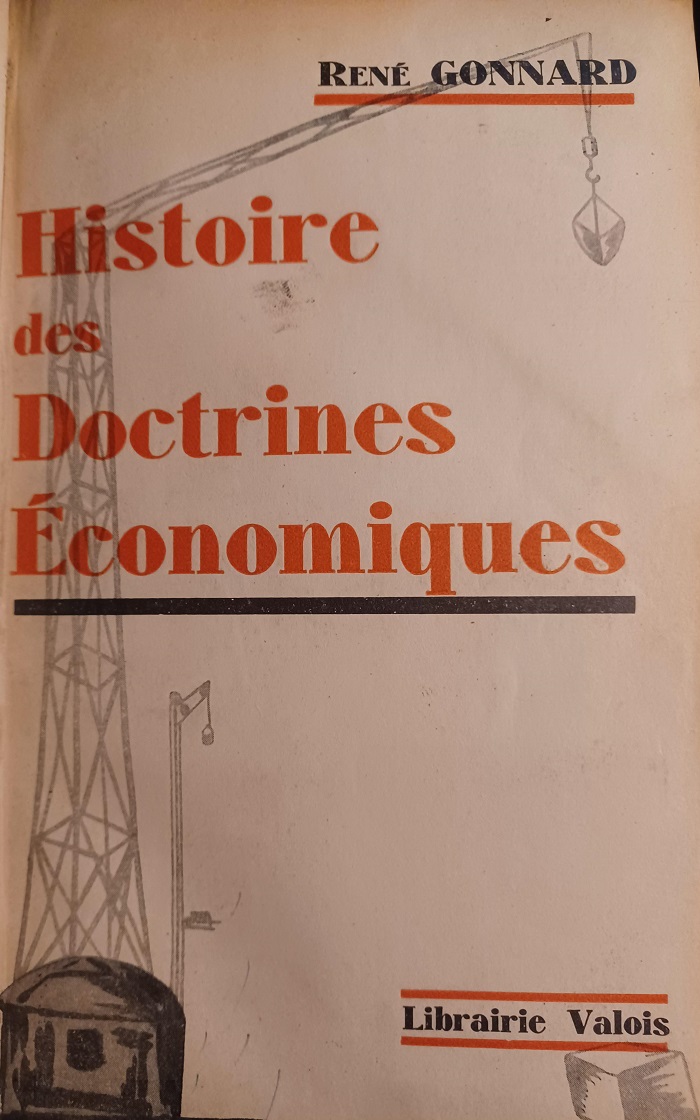 René GONNARD
Histoire
des
Doctrines
Économiques
Librairie Valois